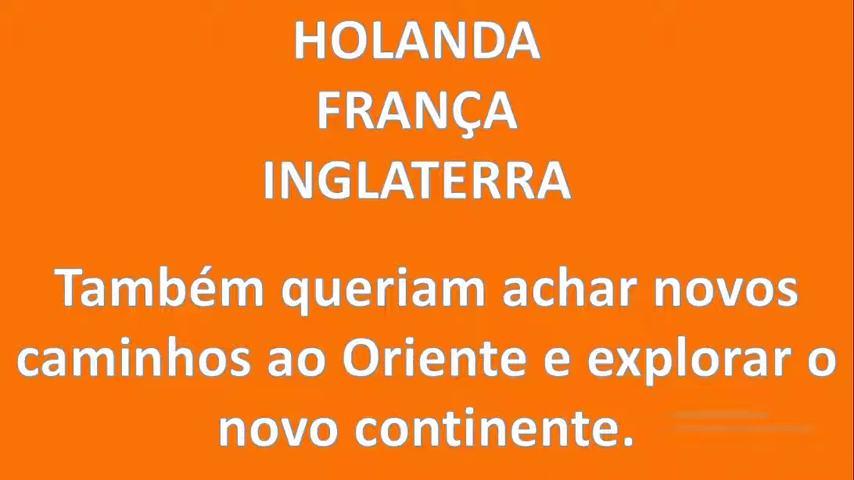 HOLANDA
FRANÇA
INGLATERRA
Também queriam achar novos
caminhos ao Oriente e explorar o
novo continente.